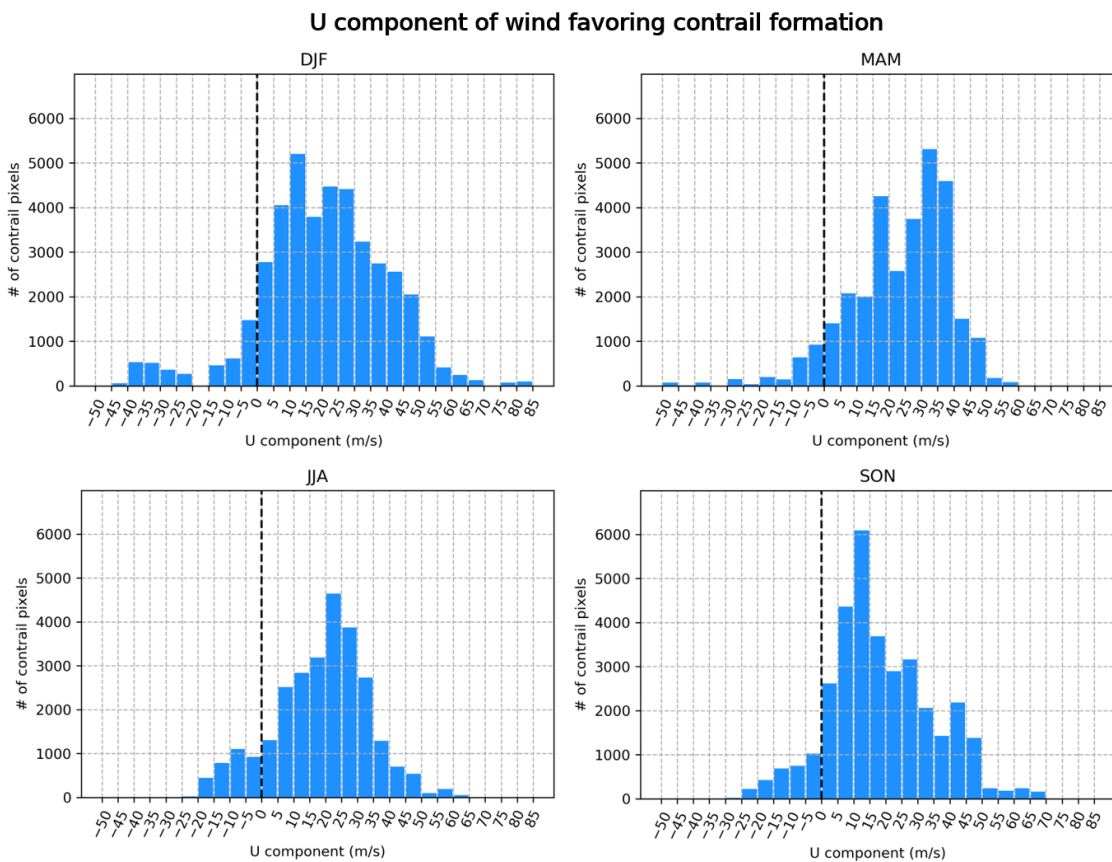 U component of wind favoring contrail formation
DJF
# of contrail pixels
6000
5000
4000
3000
2000
1000
0
−50 −45 −40 −35 −30 −25 −20 −15 −10 −5 0 5 10 15 20 25 30 35 40 45 50 55 60 65 70 75 80 85
U component (m/s)
MAM
# of contrail pixels
6000
5000
4000
3000
2000
1000
0
−50 −45 −40 −35 −30 −25 −20 −15 −10 −5 0 5 10 15 20 25 30 35 40 45 50 55 60 65 70 75 80 85
U component (m/s)
JJA
# of contrail pixels
6000
5000
4000
3000
2000
1000
0
−50 −45 −40 −35 −30 −25 −20 −15 −10 −5 0 5 10 15 20 25 30 35 40 45 50 55 60 65 70 75 80 85
U component (m/s)
SON
# of contrail pixels
6000
5000
4000
3000
2000
1000
0
−50 −45 −40 −35 −30 −25 −20 −15 −10 −5 0 5 10 15 20 25 30 35 40 45 50 55 60 65 70 75 80 85
U component (m/s)